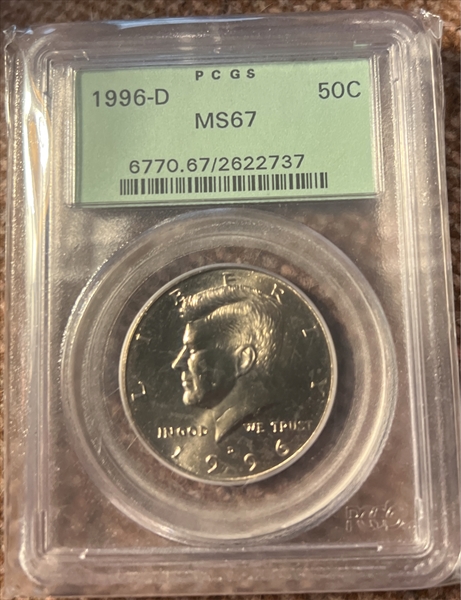 PCGS
1996-D 50C
MS67
6770.67/2622737
LIBERTY
IN GOD WE TRUST
D
1996
PCGS